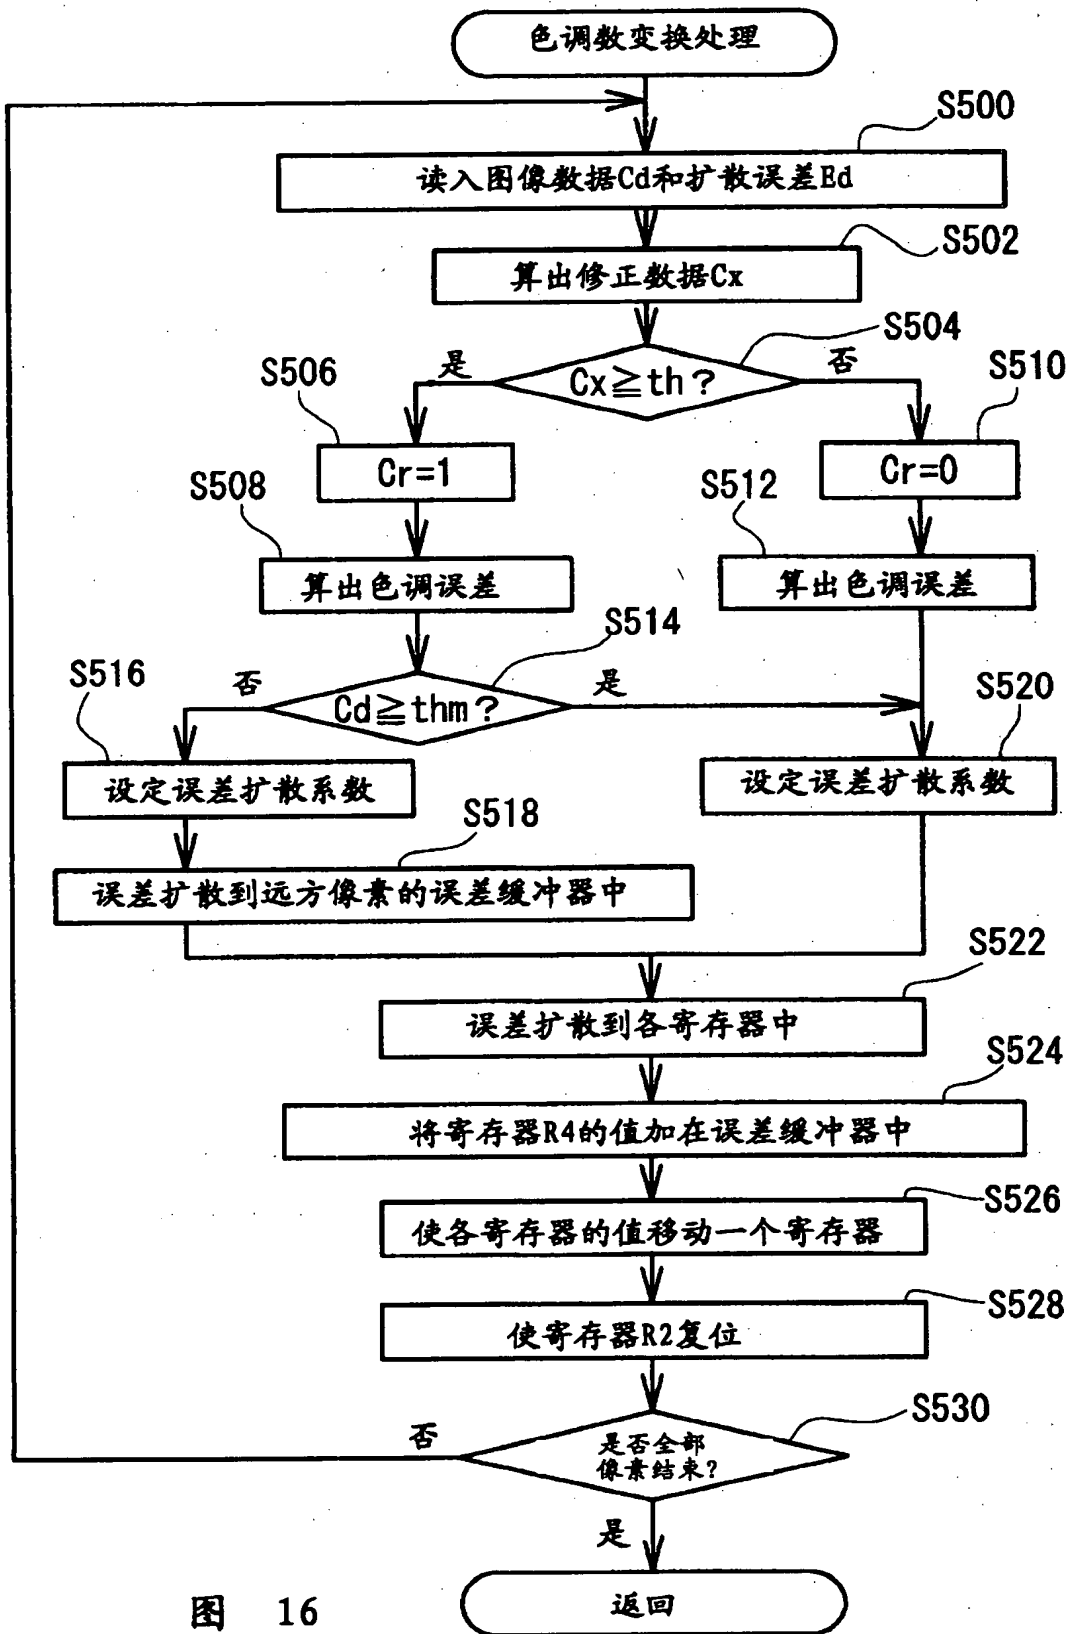 色调数变换处理
S500
读入图像数据Cd和扩散误差Ed
S502
算出修正数据Cx
S504
是
Cx≧th？
否
S506
S510
Cr=1
Cr=0
S508
S512
算出色调误差
算出色调误差
S514
S516
否
Cd≧thm？
是
S520
设定误差扩散系数
设定误差扩散系数
S518
误差扩散到远方像素的误差缓冲器中
S522
误差扩散到各寄存器中
S524
将寄存器R4的值加在误差缓冲器中
S526
使各寄存器的值移动一个寄存器
S528
使寄存器R2复位
S530
否
是否全部
像素结束?
是
返回
图 16